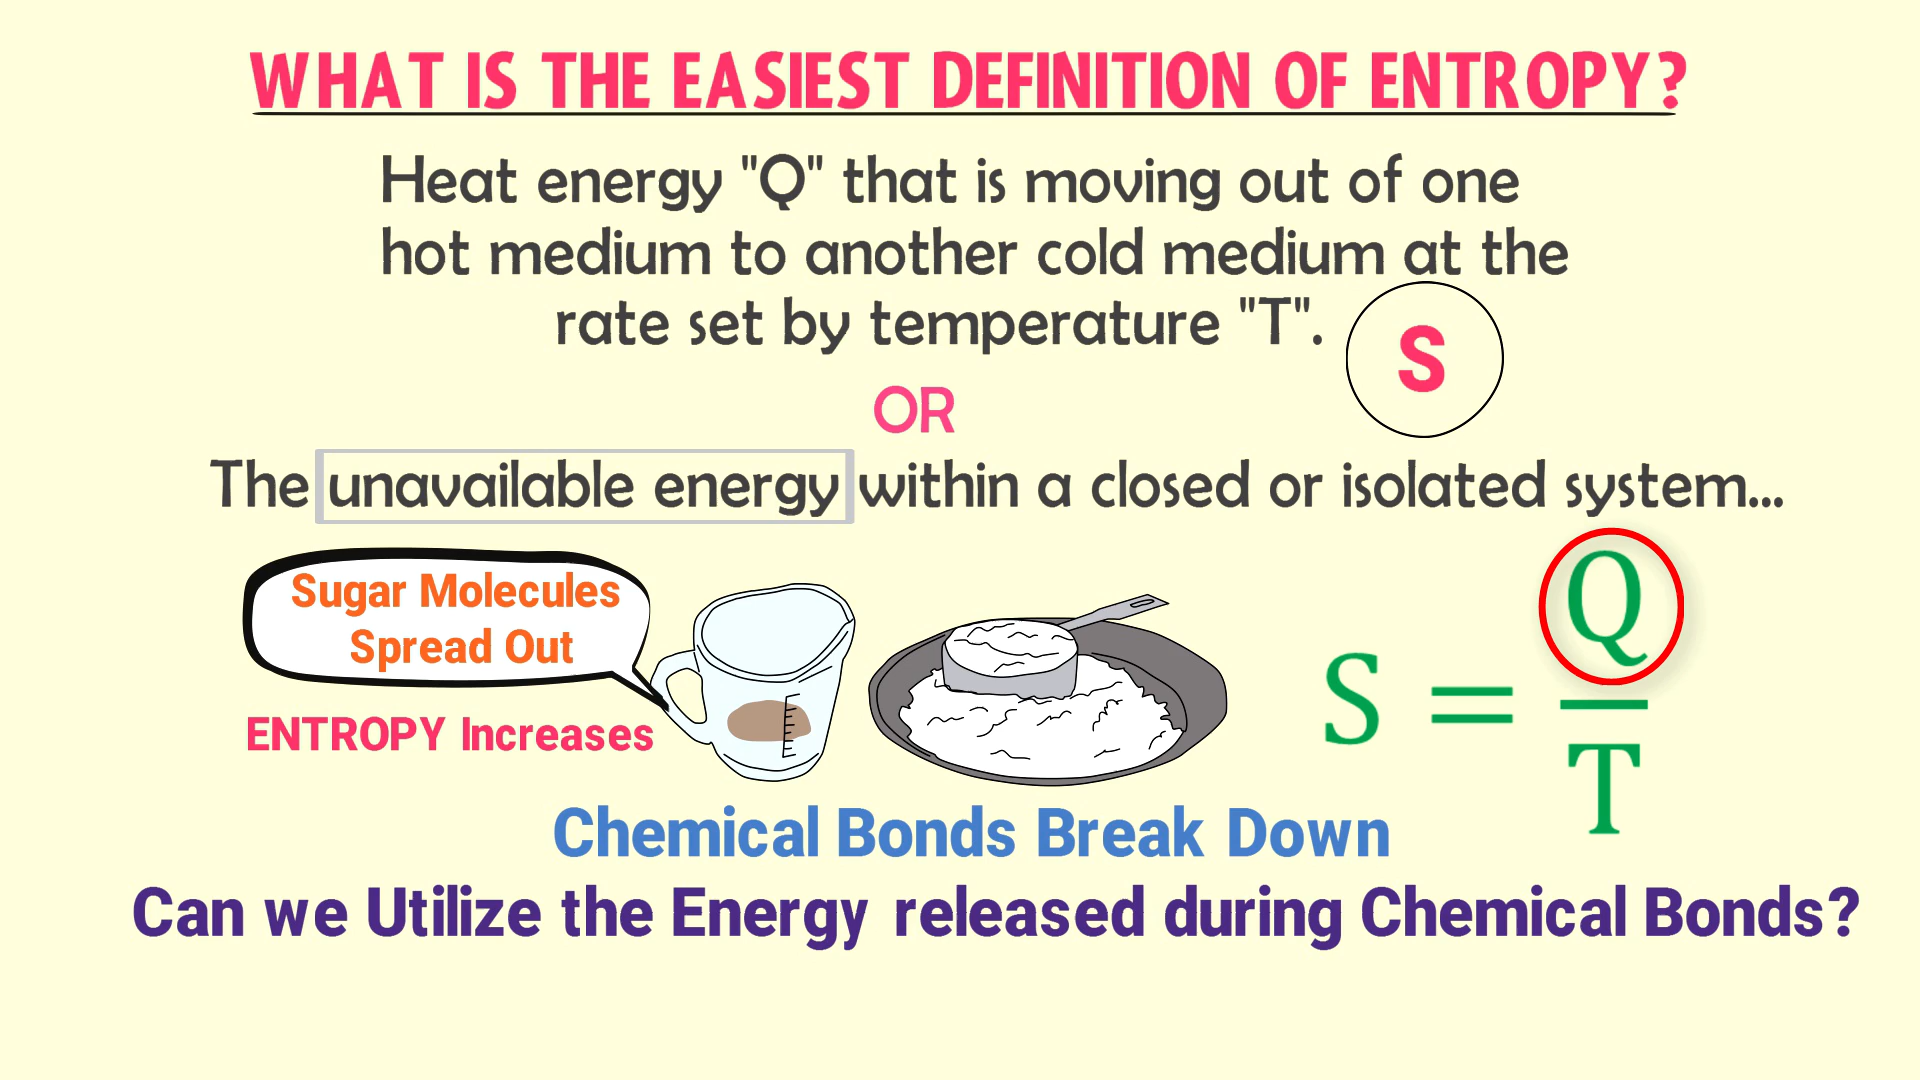 WHAT IS THE EASIEST DEFINITION OF ENTROPY?
Heat energy "Q" that is moving out of one
hot medium to another cold medium at the
rate set by temperature "T".
S
OR
The unavailable energy within a closed or isolated system...
Sugar Molecules
Spread Out
ENTROPY Increases
S = Q
T
Chemical Bonds Break Down
Can we Utilize the Energy released during Chemical Bonds?